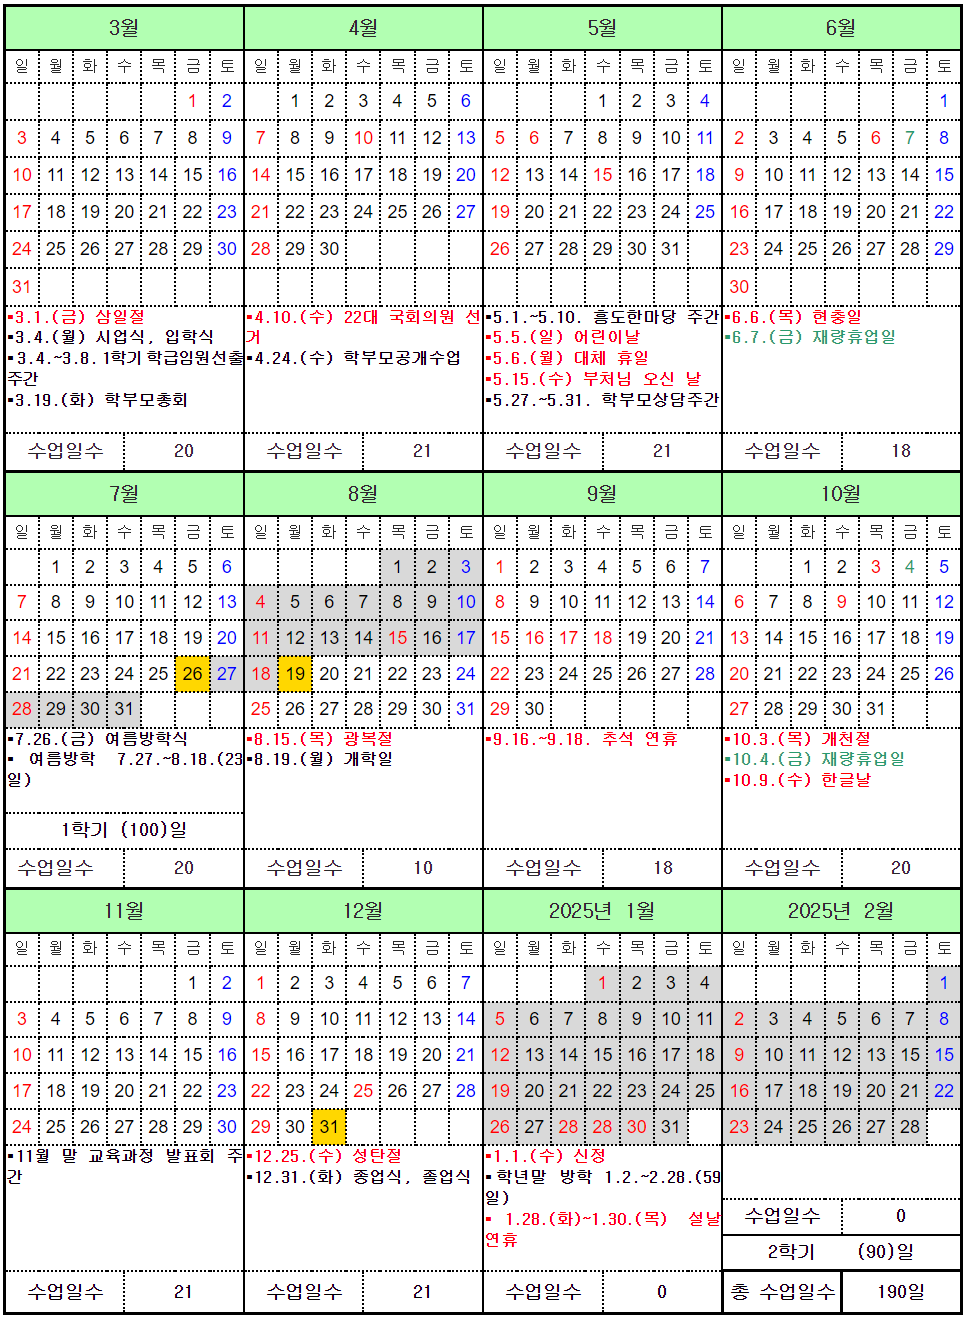 3월 4월 5월 6월
일 월 화 수 목 금 토 일 월 화 수 목 금 토 일 월 화 수 목 금 토 일 월 화 수 목 금 토
1 2 1 2 3 4 5 6 1 2 3 4 1
3 4 5 6 7 8 9 7 8 9 10 11 12 13 5 6 7 8 9 10 11 2 3 4 5 6 7 8
10 11 12 13 14 15 16 14 15 16 17 18 19 20 12 13 14 15 16 17 18 9 10 11 12 13 14 15
17 18 19 20 21 22 23 21 22 23 24 25 26 27 19 20 21 22 23 24 25 16 17 18 19 20 21 22
24 25 26 27 28 29 30 28 29 30 26 27 28 29 30 31 23 24 25 26 27 28 29
31 30
▪3.1.(금) 삼일절
▪3.4.(월) 시업식, 입학식
▪3.4.~3.8. 1학기 학급임원선출
주간
▪3.19.(화) 학부모총회
▪4.10.(수) 22대 국회의원 선
거
▪4.24.(수) 학부모공개수업
▪5.1.~5.10. 흥도한마당 주간
▪5.5.(일) 어린이날
▪5.6.(월) 대체 휴일
▪5.15.(수) 부처님 오신 날
▪5.27.~5.31. 학부모상담주간
▪6.6.(목) 현충일
▪6.7.(금) 재량휴업일
수업일수 20 수업일수 21 수업일수 21 수업일수 18
7월 8월 9월 10월
일 월 화 수 목 금 토 일 월 화 수 목 금 토 일 월 화 수 목 금 토 일 월 화 수 목 금 토
1 2 3 4 5 6 1 2 3 1 2 3 4 5 6 7 1 2 3 4 5
7 8 9 10 11 12 13 4 5 6 7 8 9 10 8 9 10 11 12 13 14 6 7 8 9 10 11 12
14 15 16 17 18 19 20 11 12 13 14 15 16 17 15 16 17 18 19 20 21 13 14 15 16 17 18 19
21 22 23 24 25 26 27 18 19 20 21 22 23 24 22 23 24 25 26 27 28 20 21 22 23 24 25 26
28 29 30 31 25 26 27 28 29 30 31 29 30 27 28 29 30 31
▪7.26.(금) 여름방학식
▪ 여름방학 7.27.~8.18.(23
일)
1학기 (100)일
▪8.15.(목) 광복절
▪8.19.(월) 개학일
▪9.16.~9.18. 추석 연휴
▪10.3.(목) 개천절
▪10.4.(금) 재량휴업일
▪10.9.(수) 한글날
수업일수 20 수업일수 10 수업일수 18 수업일수 20
11월 12월 2025년 1월 2025년 2월
일 월 화 수 목 금 토 일 월 화 수 목 금 토 일 월 화 수 목 금 토 일 월 화 수 목 금 토
1 2 1 2 3 4 5 6 7 1 2 3 4 1
3 4 5 6 7 8 9 8 9 10 11 12 13 14 5 6 7 8 9 10 11 2 3 4 5 6 7 8
10 11 12 13 14 15 16 15 16 17 18 19 20 21 12 13 14 15 16 17 18 9 10 11 12 13 14 15
17 18 19 20 21 22 23 22 23 24 25 26 27 28 19 20 21 22 23 24 25 16 17 18 19 20 21 22
24 25 26 27 28 29 30 29 30 31 26 27 28 28 30 31 23 24 25 26 27 28
▪11월 말 교육과정 발표회 주
간
▪12.25.(수) 성탄절
▪12.31.(화) 종업식, 졸업식
▪1.1.(수) 신정
▪학년말 방학 1.2.~2.28.(59
일)
▪ 1.28.(화)~1.30.(목) 설날
연휴
수업일수 0
2학기 (90)일
수업일수 21 수업일수 21 수업일수 0 총 수업일수 190일